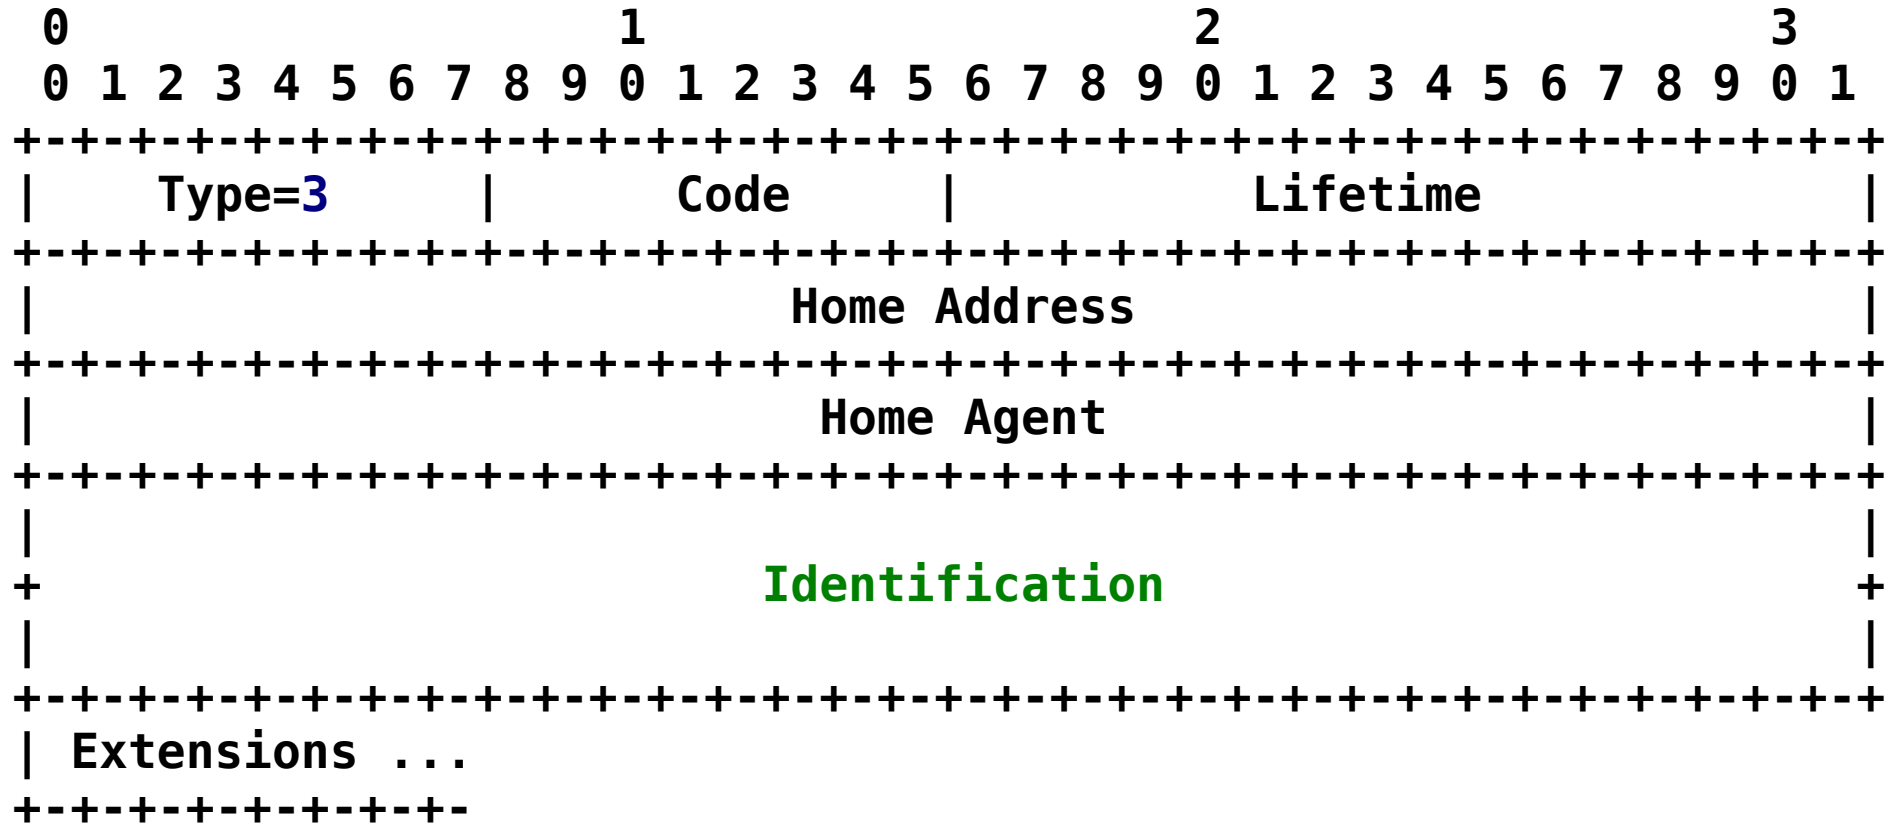 0                   1                   2                   3
 0 1 2 3 4 5 6 7 8 9 0 1 2 3 4 5 6 7 8 9 0 1 2 3 4 5 6 7 8 9 0 1
+-+-+-+-+-+-+-+-+-+-+-+-+-+-+-+-+-+-+-+-+-+-+-+-+-+-+-+-+-+-+-+-+
|    Type=3     |      Code     |          Lifetime             |
+-+-+-+-+-+-+-+-+-+-+-+-+-+-+-+-+-+-+-+-+-+-+-+-+-+-+-+-+-+-+-+-+
|                          Home Address                         |
+-+-+-+-+-+-+-+-+-+-+-+-+-+-+-+-+-+-+-+-+-+-+-+-+-+-+-+-+-+-+-+-+
|                           Home Agent                          |
+-+-+-+-+-+-+-+-+-+-+-+-+-+-+-+-+-+-+-+-+-+-+-+-+-+-+-+-+-+-+-+-+
|                                                               |
+                         Identification                        +
|                                                               |
+-+-+-+-+-+-+-+-+-+-+-+-+-+-+-+-+-+-+-+-+-+-+-+-+-+-+-+-+-+-+-+-+
| Extensions ...
+-+-+-+-+-+-+-+-